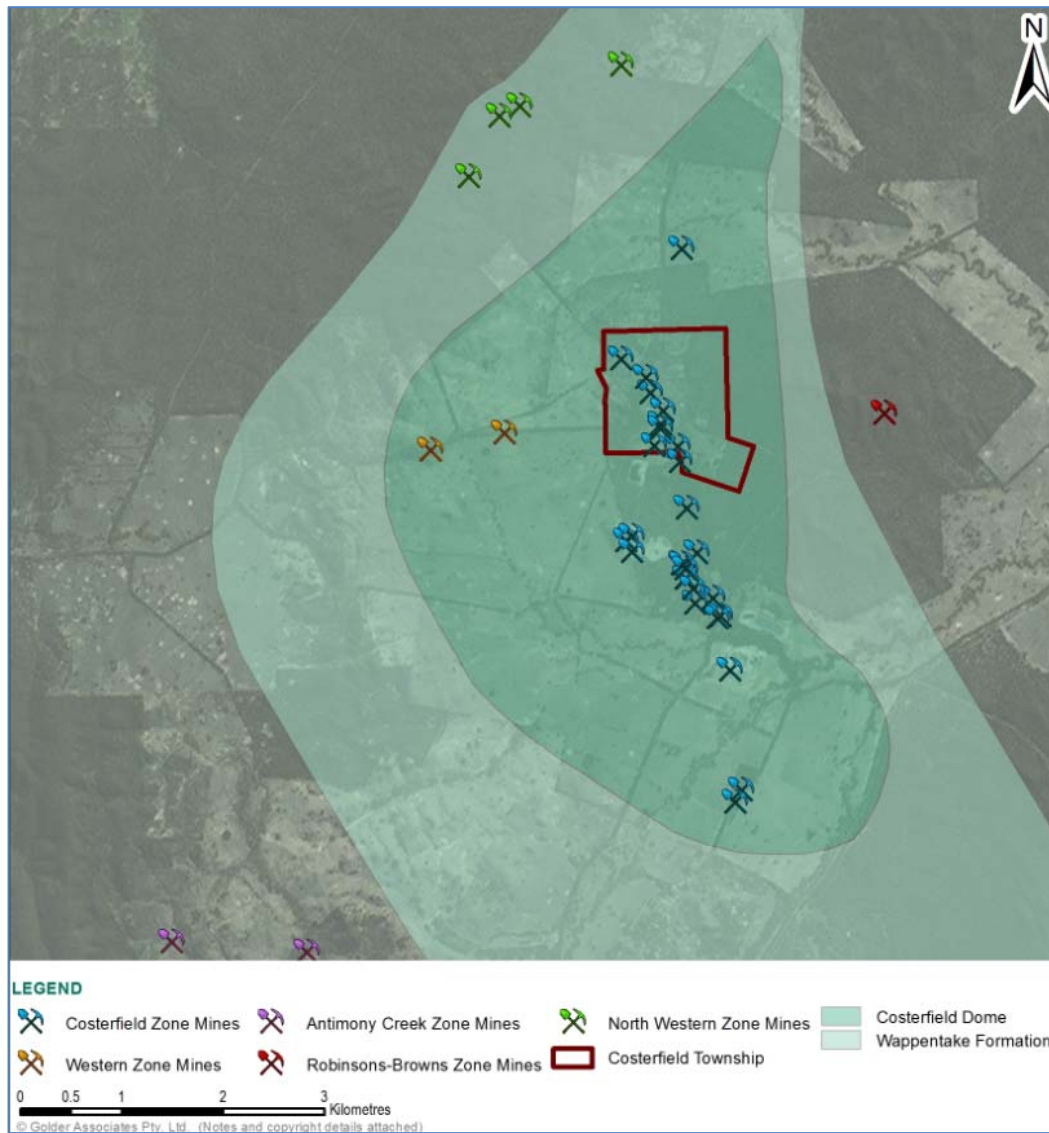 N
LEGEND
Costerfield Zone Mines Antimony Creek Zone Mines North Western Zone Mines Costerfield Dome
Wappentake Formation
Western Zone Mines Robinsons-Browns Zone Mines Costerfield Township
0 0.5 1 2 3
Kilometres
© Golder Associates Pty. Ltd. (Notes and copyright details attached)